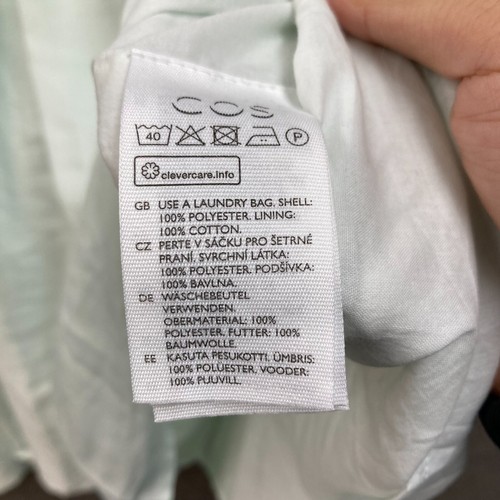 COS
40
P
clevercare.info
GB USE A LAUNDRY BAG. SHELL:
100% POLYESTER. LINING:
100% COTTON.
CZ PERTE V SÁČKU PRO ŠETRNÉ
PRANÍ. SVRCHNÍ LÁTKA:
100% POLYESTER. PODŠÍVKA:
100% BAVLNA.
DE WÄSCHEBEUTEL
VERWENDEN.
OBERMATERIAL: 100%
POLYESTER. FUTTER: 100%
BAUMWOLLE.
EE KASUTA PESUKOTTI. ÜMBRIS:
100% POLÜESTER. VOODER:
100% PUUVILL.